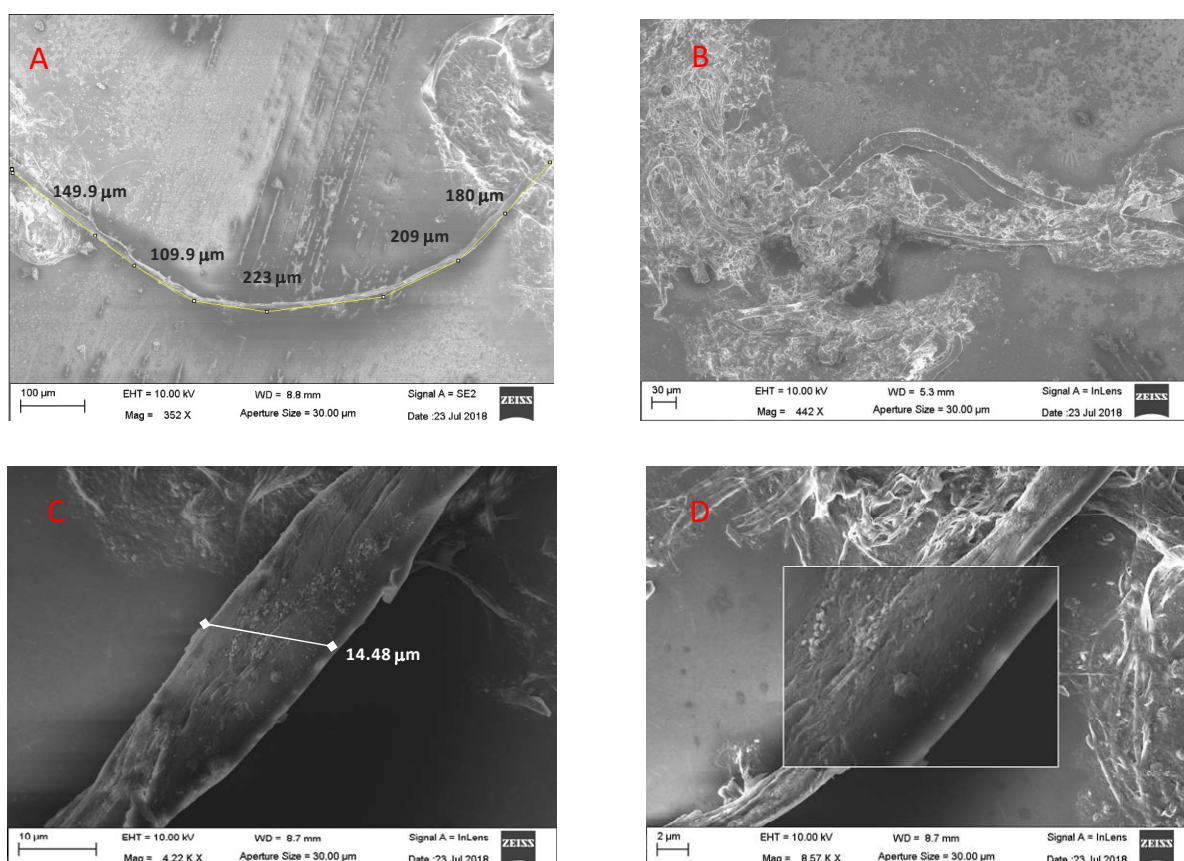 A
149.9 µm
109.9 µm
223 µm
209 µm
180 µm
100 µm
EHT = 10.00 kV
WD = 8.8 mm
Signal A = SE2
Mag = 352 X
Aperture Size = 30.00 µm
Date :23 Jul 2018
ZEISS
B
30 µm
EHT = 10.00 kV
WD = 5.3 mm
Signal A = InLens
Mag = 442 X
Aperture Size = 30.00 µm
Date :23 Jul 2018
ZEISS
C
14.48 µm
10 µm
EHT = 10.00 kV
WD = 8.7 mm
Signal A = InLens
Mag = 4.22 K X
Aperture Size = 30.00 µm
Date :23 Jul 2018
ZEISS
D
2 µm
EHT = 10.00 kV
WD = 8.7 mm
Signal A = InLens
Mag = 8.57 K X
Aperture Size = 30.00 µm
Date :23 Jul 2018
ZEISS